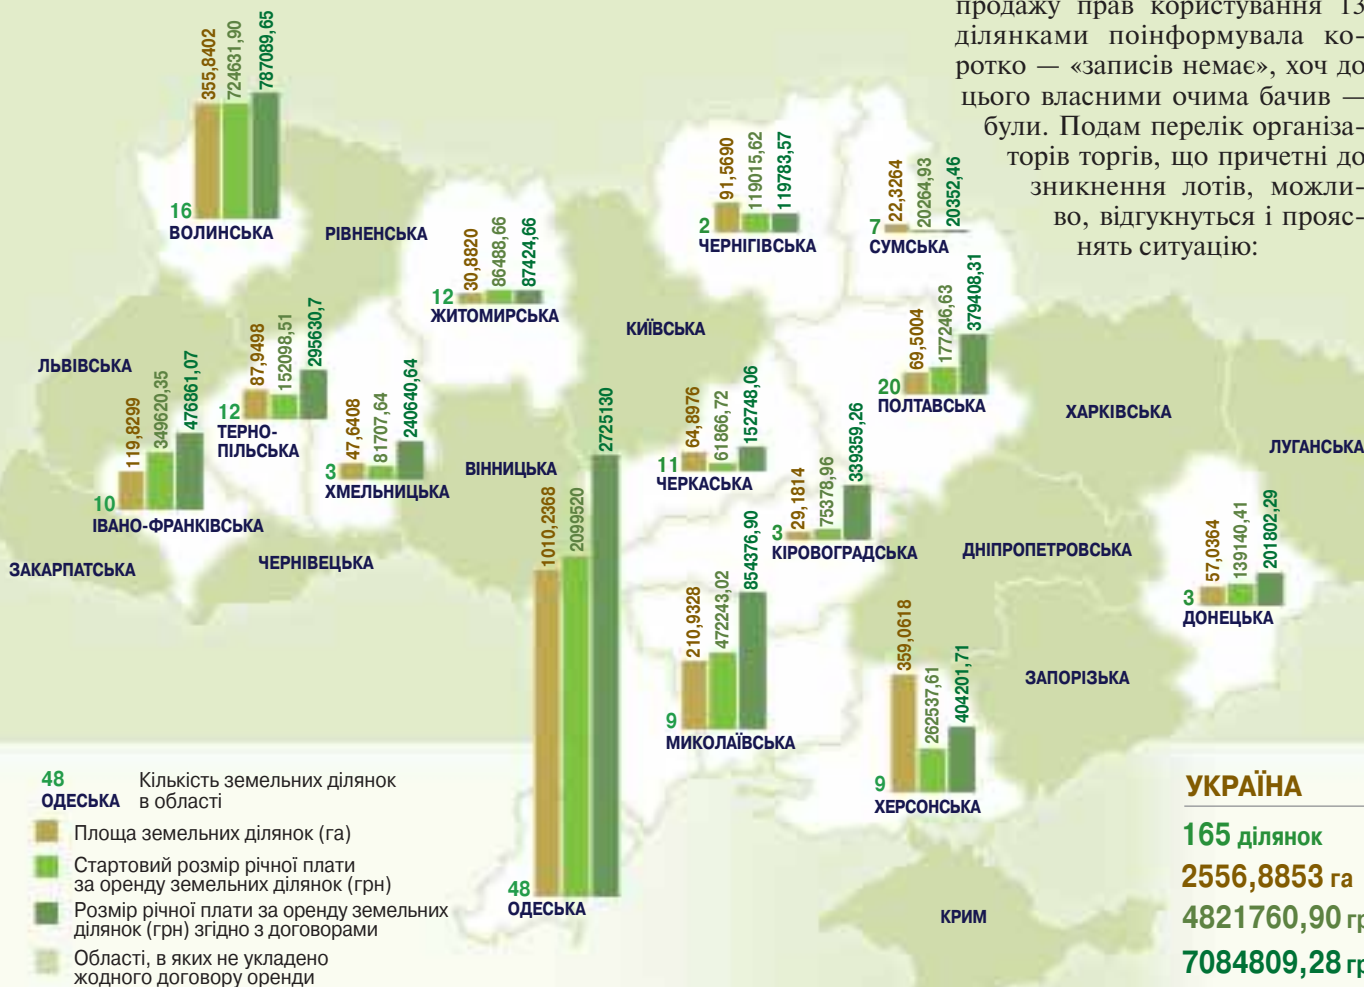 продажу прав користування 13
ділянками поінформувала ко-
ротко — «записів немає», хоч до
цього власними очима бачив —
були. Подам перелік організа-
торів торгів, що причетні до
зникнення лотів, можли-
во, відгукнуться і прояс-
нять ситуацію:
355,8402
724631,90
787089,65
16
ВОЛИНСЬКА
РІВНЕНСЬКА
30,8820
86488,66
87424,66
12
ЖИТОМИРСЬКА
91,5690
119015,62
119783,57
2
ЧЕРНІГІВСЬКА
22,3264
20264,93
20352,46
7
СУМСЬКА
КИЇВСЬКА
ЛЬВІВСЬКА
87,9498
152098,51
295630,7
12
ТЕРНО-
ПІЛЬСЬКА
69,5004
177246,63
379408,31
20
ПОЛТАВСЬКА
ХАРКІВСЬКА
ЛУГАНСЬКА
119,8299
349620,35
476861,07
10
ІВАНО-ФРАНКІВСЬКА
47,6408
81707,64
240640,64
3
ХМЕЛЬНИЦЬКА
ВІННИЦЬКА
64,8976
61866,72
152748,06
11
ЧЕРКАСЬКА
29,1814
75378,96
339359,26
3
КІРОВОГРАДСЬКА
ДНІПРОПЕТРОВСЬКА
57,0364
139140,41
201802,29
3
ДОНЕЦЬКА
ЗАКАРПАТСЬКА
ЧЕРНІВЕЦЬКА
1010,2368
2099520
2725130
48
ОДЕСЬКА
210,9328
472243,02
854376,90
9
МИКОЛАЇВСЬКА
359,0618
262537,61
404201,71
9
ХЕРСОНСЬКА
ЗАПОРІЗЬКА
КРИМ
48
ОДЕСЬКА
Кількість земельних ділянок
в області
Площа земельних ділянок (га)
Стартовий розмір річної плати
за оренду земельних ділянок (грн)
Розмір річної плати за оренду земельних
ділянок (грн) згідно з договорами
Області, в яких не укладено
жодного договору оренди
УКРАЇНА
165 ділянок
2556,8853 га
4821760,90 гр
7084809,28 гр